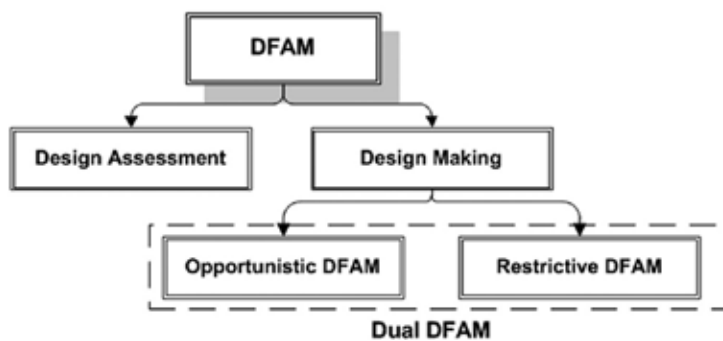 DFAM
Design Assessment
Design Making
Opportunistic DFAM
Restrictive DFAM
Dual DFAM